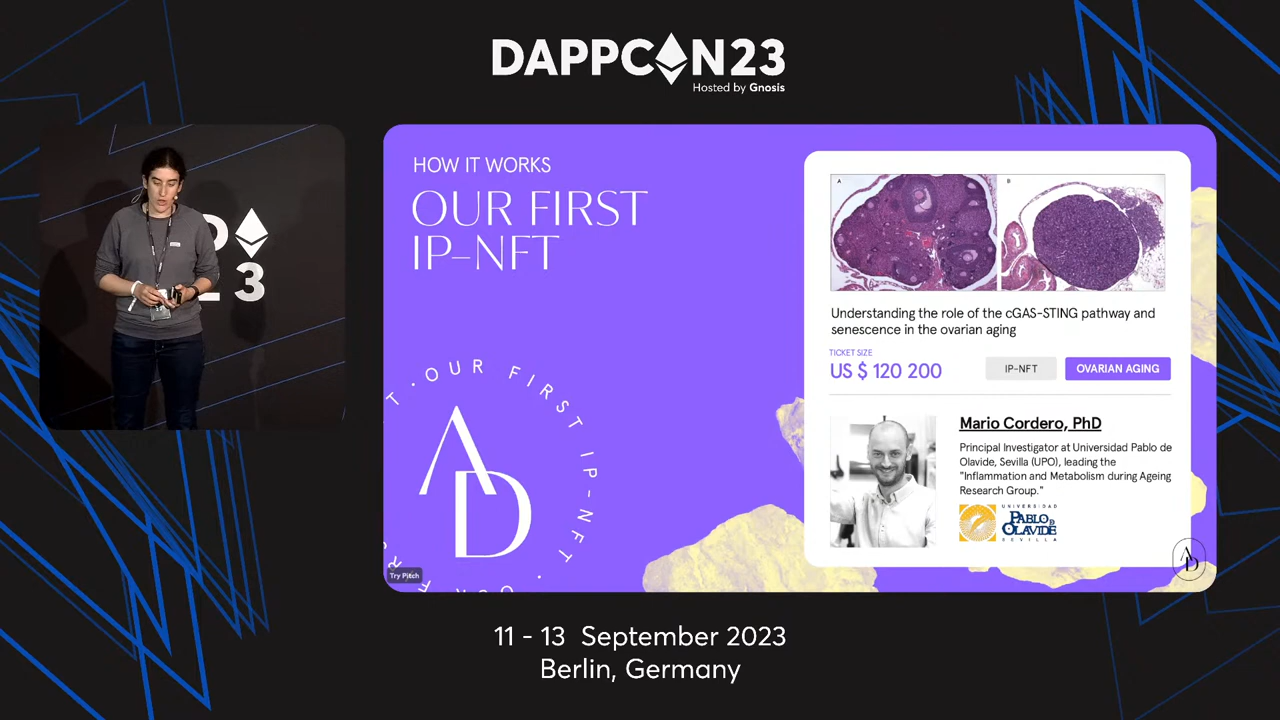 DAPPCON23
Hosted by Gnosis
HOW IT WORKS
OUR FIRST
IP-NFT
A
B
Understanding the role of the cGAS-STING pathway and
senescence in the ovarian aging
TICKET SIZE
US $ 120 200
IP-NFT
OVARIAN AGING
Mario Cordero, PhD
Principal Investigator at Universidad Pablo de
Olavide, Sevilla (UPO), leading the
"Inflammation and Metabolism during Ageing
Research Group."
UNIVERSIDAD
PABLO D
OLAVIDE
SEVILLA
· OUR FIRST IP-NFT ·
AD
Try Pitch
AD
23
11 - 13 September 2023
Berlin, Germany